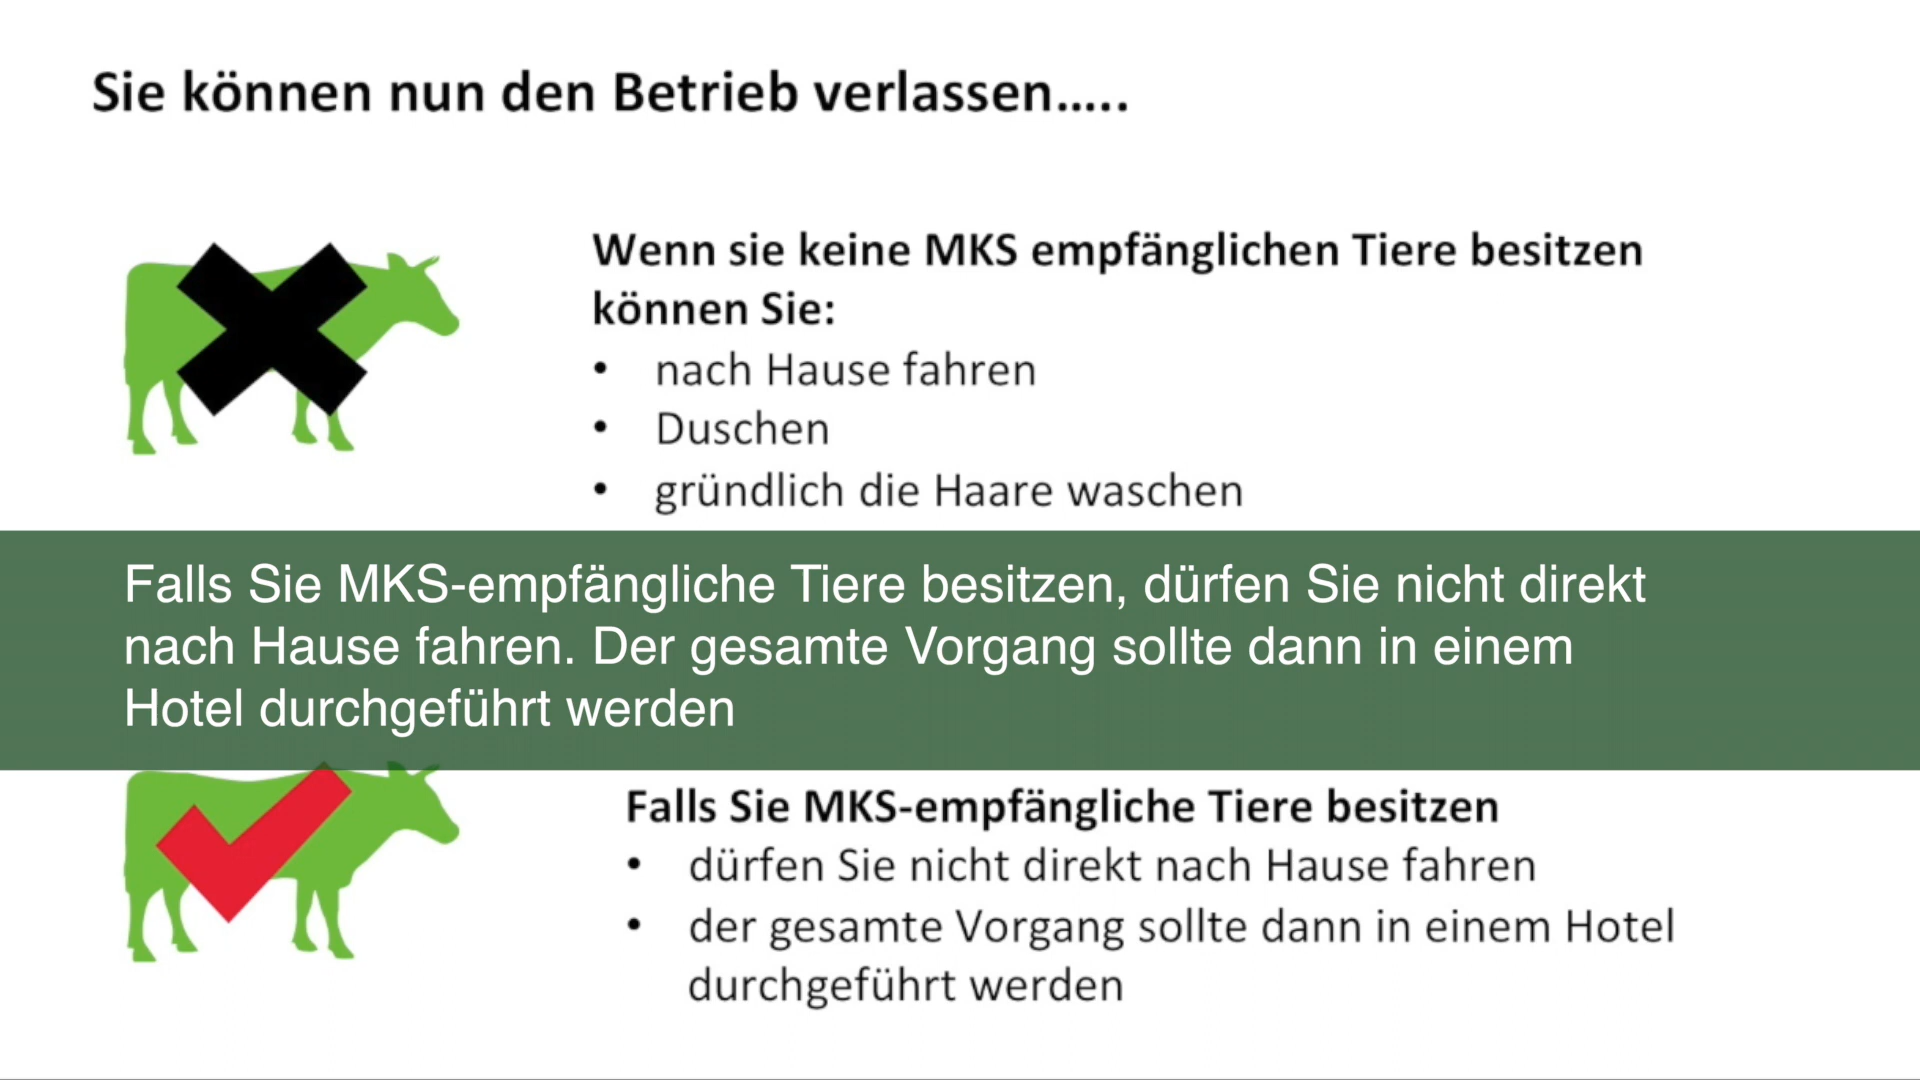 Sie können nun den Betrieb verlassen.....
Wenn sie keine MKS empfänglichen Tiere besitzen
können Sie:
• nach Hause fahren
• Duschen
• gründlich die Haare waschen
Falls Sie MKS-empfängliche Tiere besitzen, dürfen Sie nicht direkt
nach Hause fahren. Der gesamte Vorgang sollte dann in einem
Hotel durchgeführt werden
Falls Sie MKS-empfängliche Tiere besitzen
• dürfen Sie nicht direkt nach Hause fahren
• der gesamte Vorgang sollte dann in einem Hotel
durchgeführt werden